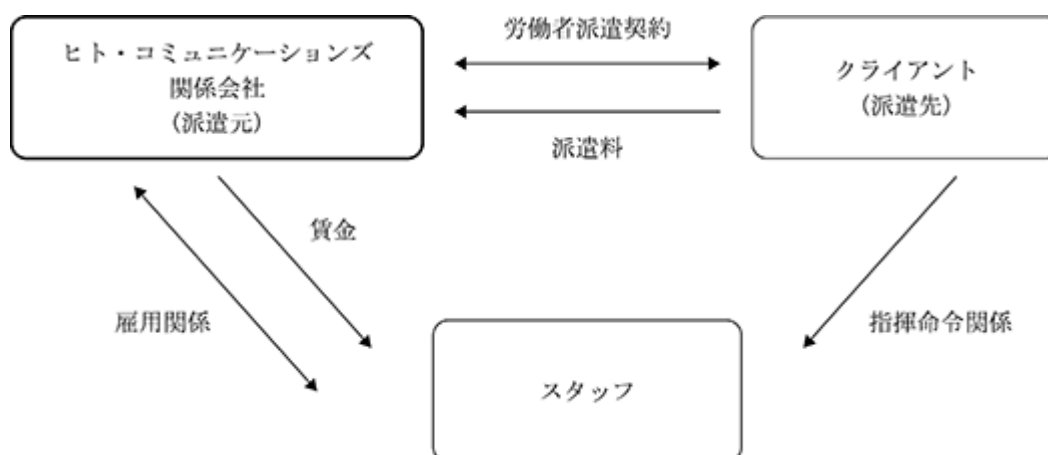 ヒト・コミュニケーションズ
関係会社
(派遣元)
労働者派遣契約
派遣料
クライアント
(派遣先)
賃金
雇用関係
指揮命令関係
スタッフ